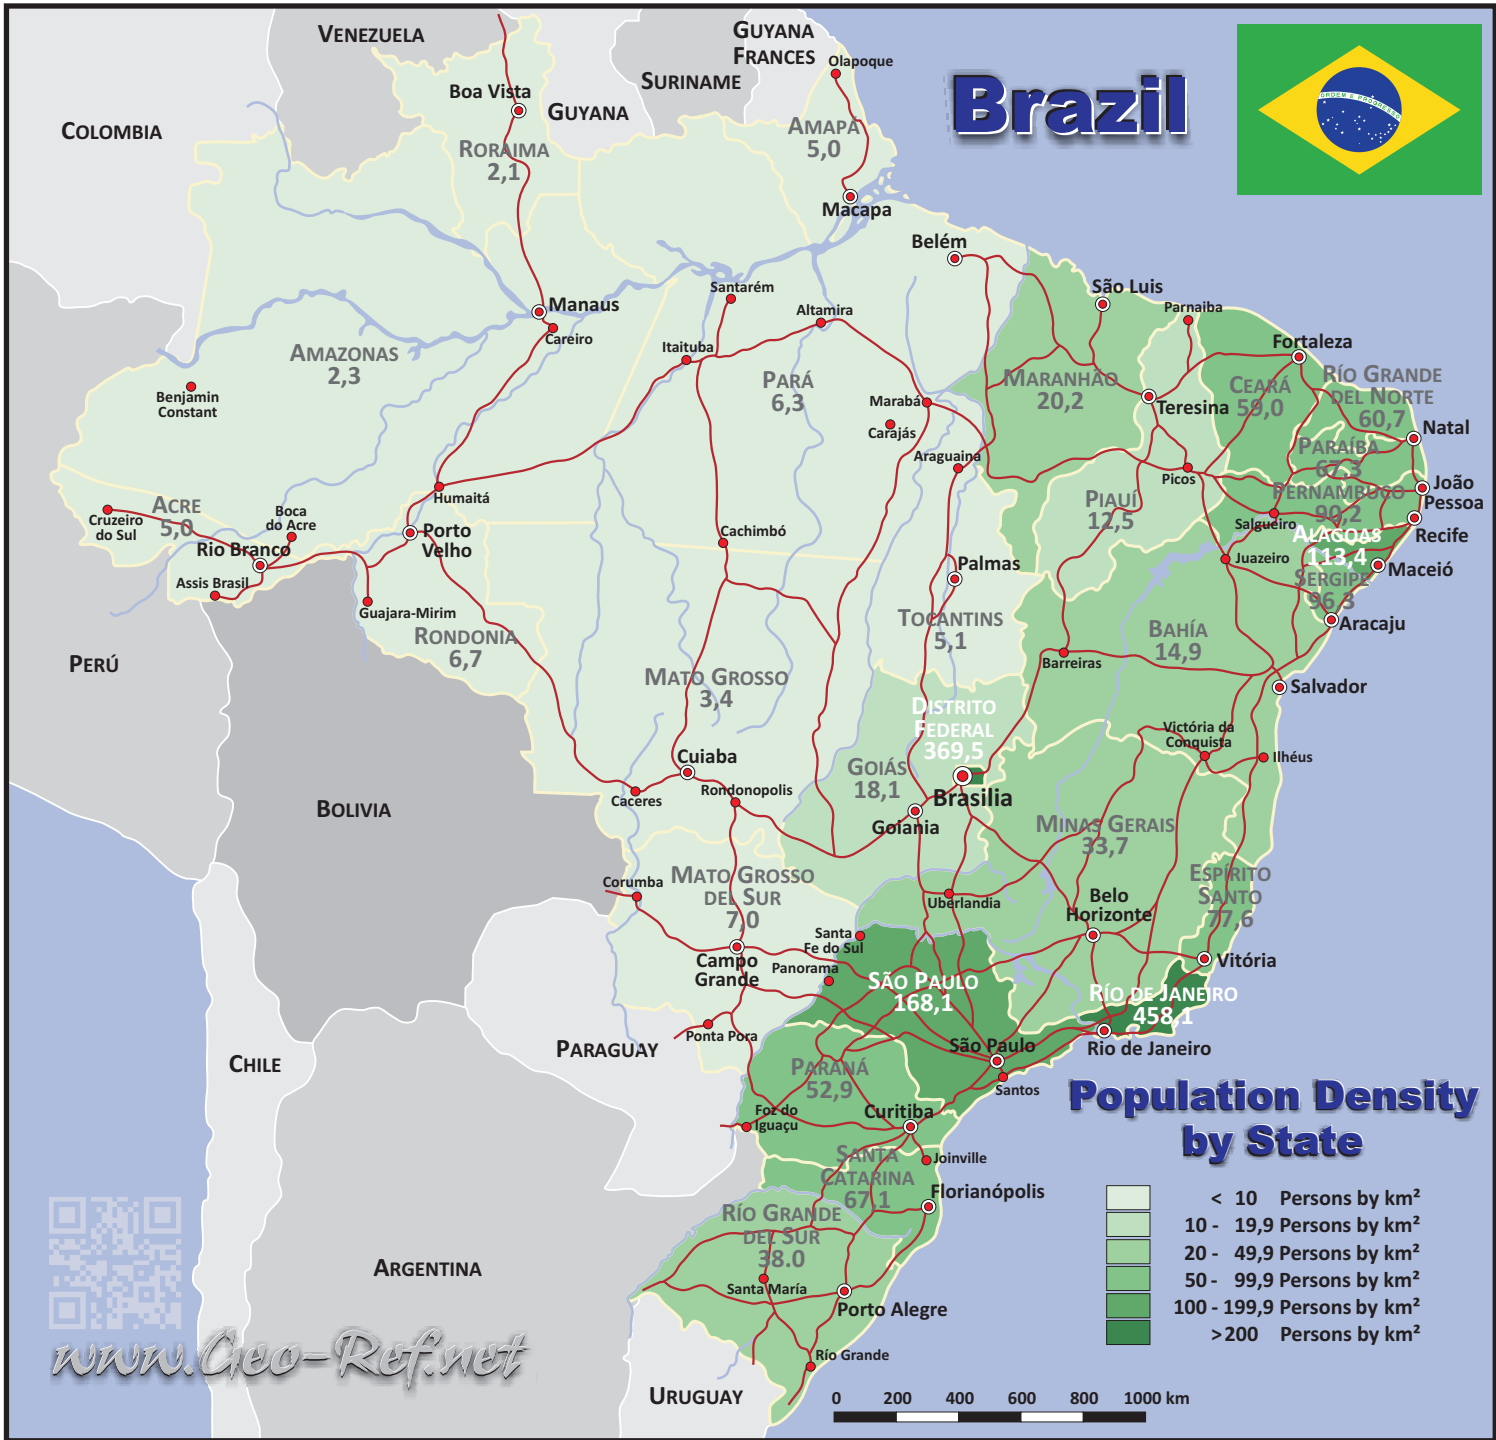 Brazil
ORDEM E PROGRESSO
VENEZUELA
GUYANA
FRANCES
SURINAME
GUYANA
COLOMBIA
PERÚ
BOLIVIA
CHILE
PARAGUAY
ARGENTINA
URUGUAY
Olapoque
Boa Vista
RORAIMA
2,1
AMAPÁ
5,0
Macapa
Belém
Manaus
Careiro
AMAZONAS
2,3
Benjamin
Constant
Santarém
Altamira
Itaituba
PARÁ
6,3
Marabá
Carajás
Araguaina
São Luis
Parnaiba
MARANHÃO
20,2
Teresina
Fortaleza
CEARÁ
59,0
RÍO GRANDE
DEL NORTE
60,7
Natal
PARAÍBA
67,3
João
Pessoa
PERNAMBUCO
90,2
Recife
Salgueiro
ALAGOAS
113,4
Maceió
SERGIPE
96,3
Aracaju
Picos
PIAUÍ
12,5
Juazeiro
ACRE
5,0
Cruzeiro
do Sul
Boca
do Acre
Rio Branco
Assis Brasil
Humaitá
Porto
Velho
Guajara-Mirim
RONDONIA
6,7
Cachimbó
Palmas
TOCANTINS
5,1
MATO GROSSO
3,4
Cuiaba
Caceres
Rondonopolis
BAHÍA
14,9
Barreiras
Salvador
Victória da
Conquista
Ilhéus
DISTRITO
FEDERAL
369,5
Brasilia
GOIÁS
18,1
Goiania
MINAS GERAIS
33,7
Uberlandia
Belo
Horizonte
ESPÍRITO
SANTO
77,6
Vitória
MATO GROSSO
DEL SUR
7,0
Corumba
Campo
Grande
Ponta Pora
Santa
Fe do Sul
Panorama
SÃO PAULO
168,1
São Paulo
Santos
RÍO DE JANEIRO
458,1
Rio de Janeiro
PARANÁ
52,9
Foz do
Iguaçu
Curitiba
SANTA
CATARINA
67,1
Joinville
Florianópolis
RÍO GRANDE
DEL SUR
38.0
Santa María
Porto Alegre
Río Grande
Population Density
by State
< 10 Persons by km²
10 - 19,9 Persons by km²
20 - 49,9 Persons by km²
50 - 99,9 Persons by km²
100 - 199,9 Persons by km²
>200 Persons by km²
0 200 400 600 800 1000 km
www.Geo-Ref.net